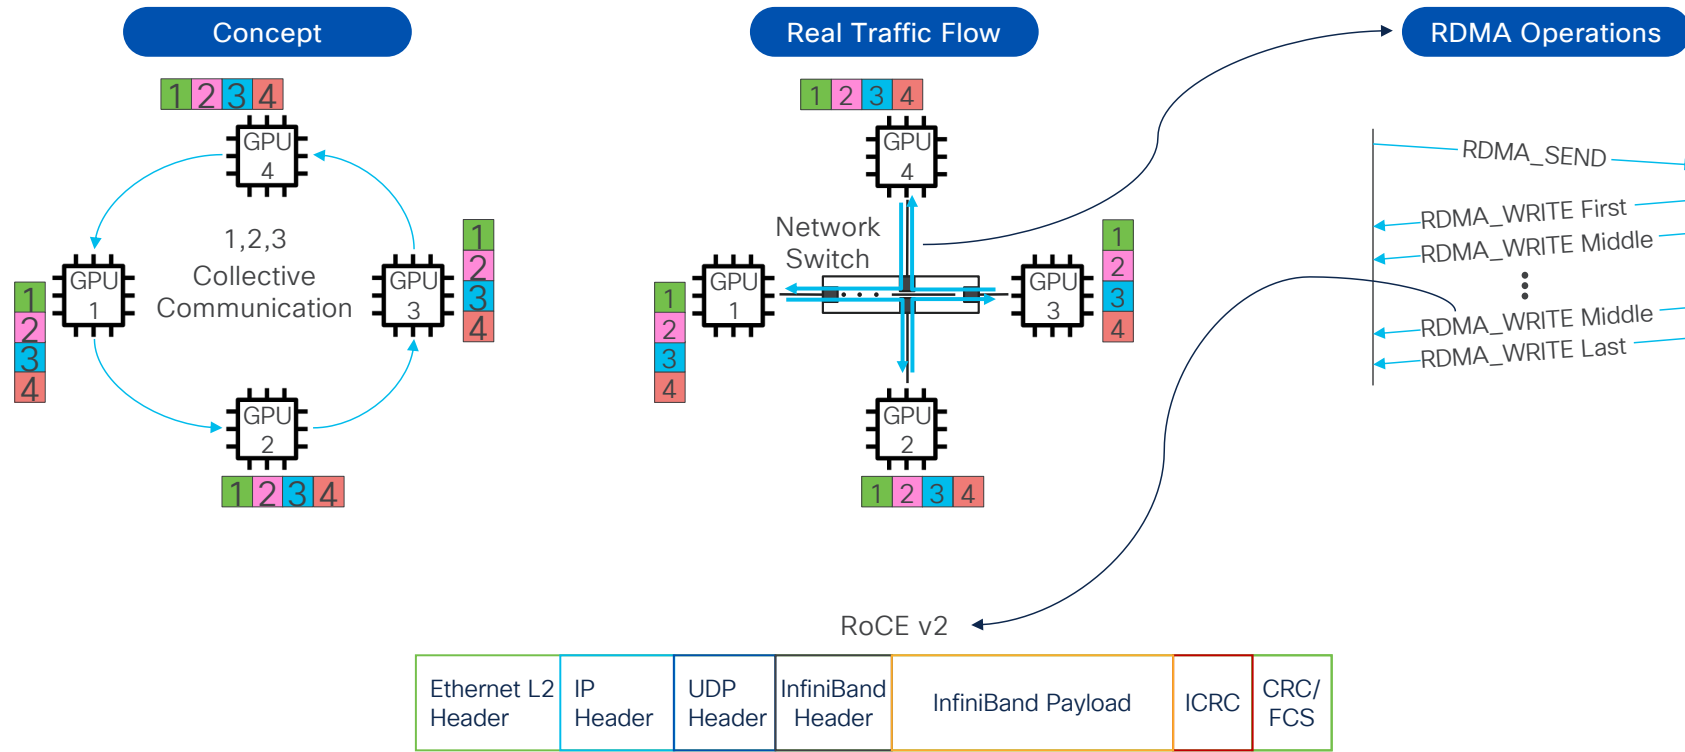 Concept
1 2 3 4
GPU
4
1,2,3
Collective
Communication
GPU
1
1
2
3
4
GPU
3
1
2
3
4
GPU
2
1 2 3 4
Real Traffic Flow
1 2 3 4
GPU
4
Network
Switch
GPU
1
1
2
3
4
GPU
3
1
2
3
4
GPU
2
1 2 3 4
RDMA Operations
RDMA_SEND
RDMA_WRITE First
RDMA_WRITE Middle
RDMA_WRITE Middle
RDMA_WRITE Last
RoCE v2
Ethernet L2
Header
IP
Header
UDP
Header
InfiniBand
Header
InfiniBand Payload
ICRC
CRC/
FCS